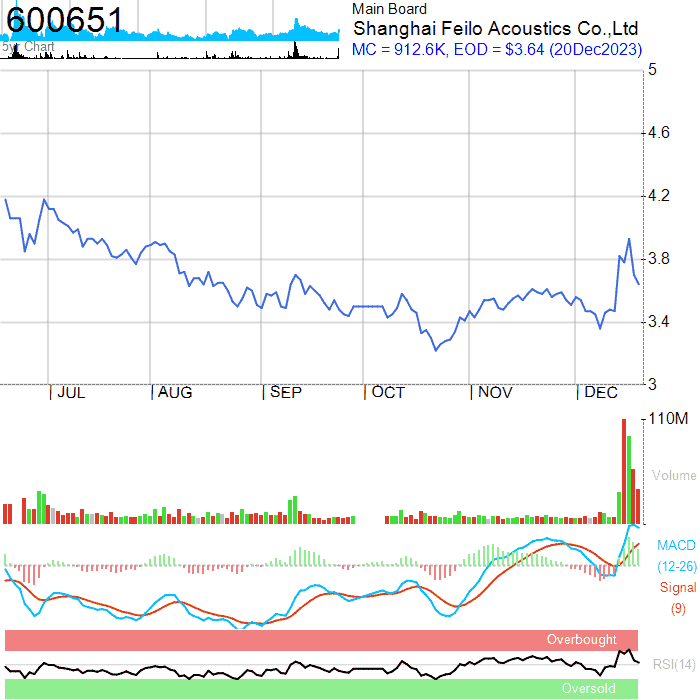 600651
5yr Chart
Main Board
Shanghai Feilo Acoustics Co.,Ltd
MC = 912.6K, EOD = $3.64 (20Dec2023)
5
4.6
4.2
3.8
3.4
3
JUL
AUG
SEP
OCT
NOV
DEC
110M
Volume
MACD
(12-26)
Signal
(9)
Overbought
RSI(14)
Oversold